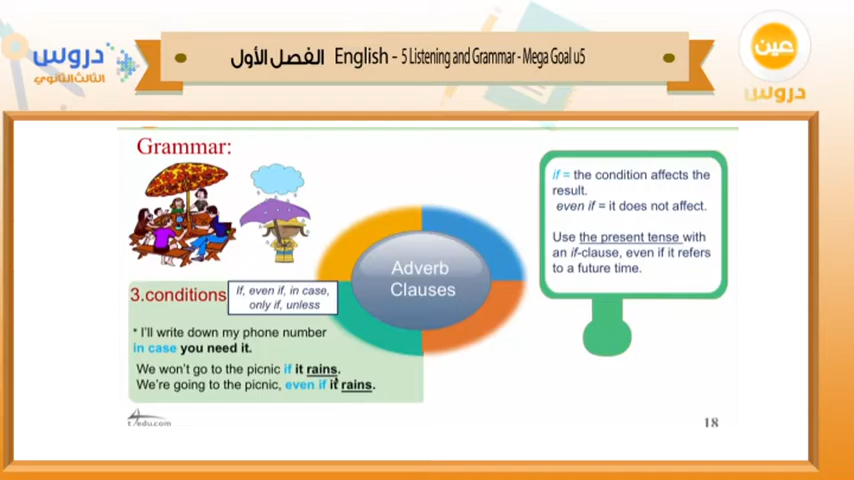 دروس
الثالث الثانوي
الفصل الأول English - 5 Listening and Grammar - Mega Goal u5
عين
دروس
Grammar:
if = the condition affects the
result.
even if = it does not affect.
Use the present tense with
an if-clause, even if it refers
to a future time.
Adverb
Clauses
3.conditions
If, even if, in case,
only if, unless
* I'll write down my phone number
in case you need it.
We won't go to the picnic if it rains.
We're going to the picnic, even if it rains.
t4edu.com
18